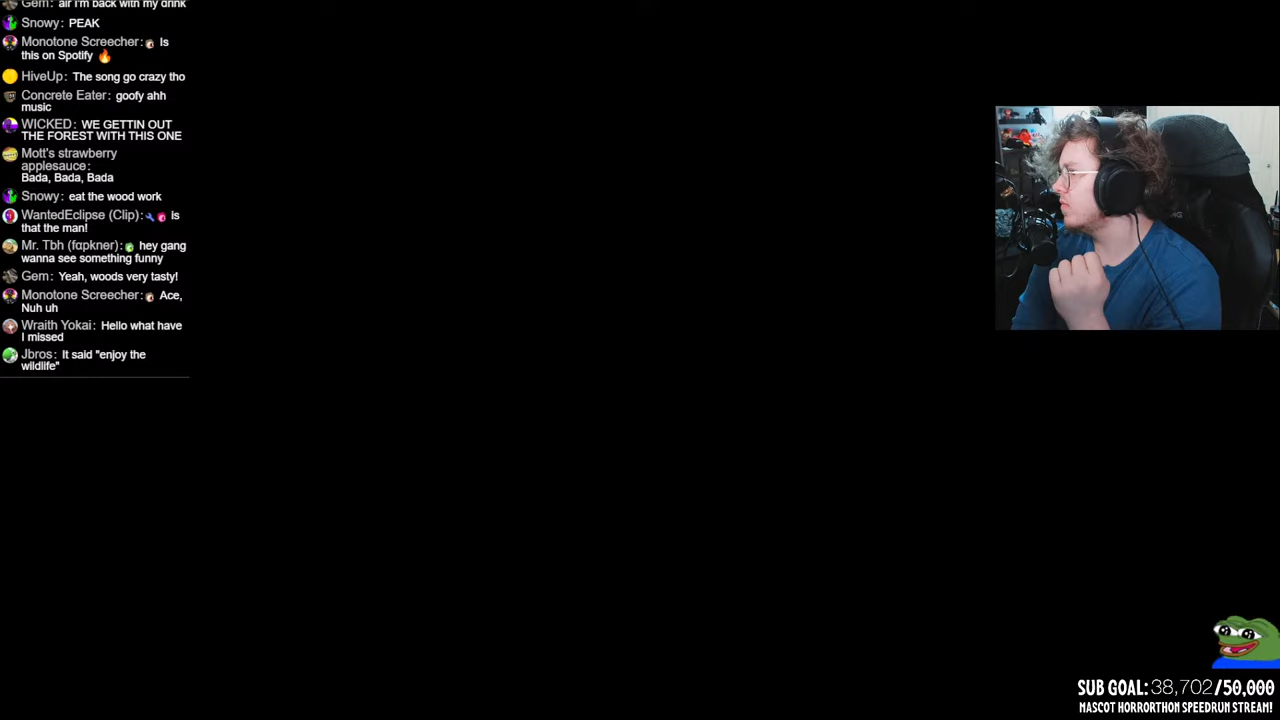 Gem: air I'm back with my drink
Snowy: PEAK
Monotone Screecher: Is
this on Spotify 🔥
HiveUp: The song go crazy tho
Concrete Eater: goofy ahh
music
WICKED: WE GETTIN OUT
THE FOREST WITH THIS ONE
Mott's strawberry
applesauce:
Bada, Bada, Bada
Snowy: eat the wood work
WantedEclipse (Clip): is
that the man!
Mr. Tbh (fαpkner): hey gang
wanna see something funny
Gem: Yeah, woods very tasty!
Monotone Screecher: Ace,
Nuh uh
Wraith Yokai: Hello what have
I missed
Jbros: It said "enjoy the
wildlife"
SUB GOAL: 38,702/50,000
MASCOT HORRORTHON SPEEDRUN STREAM!